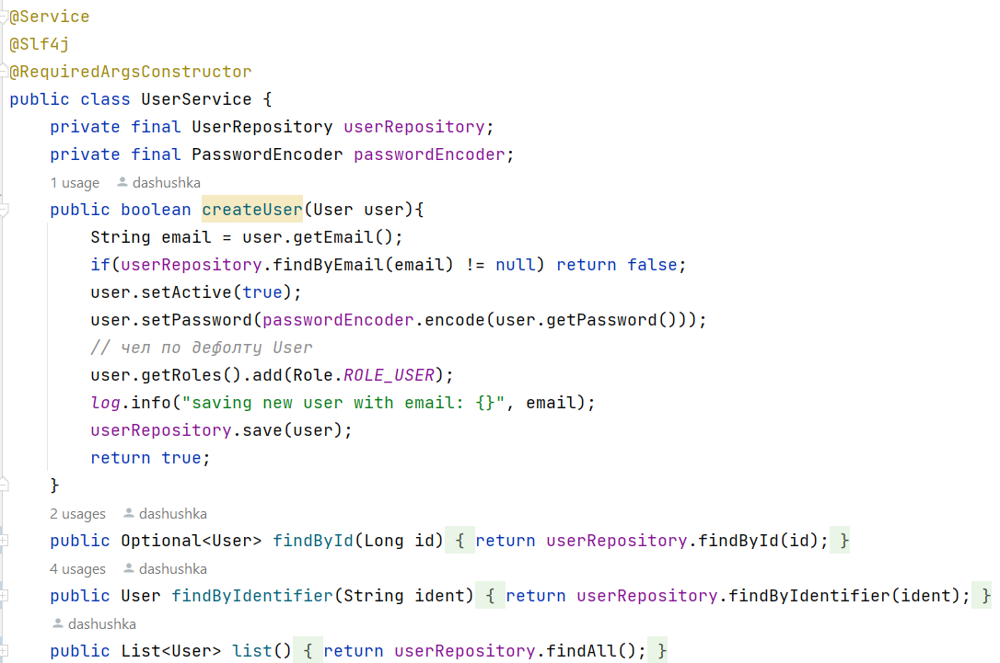 @Service
@Slf4j
@RequiredArgsConstructor
public class UserService {
    private final UserRepository userRepository;
    private final PasswordEncoder passwordEncoder;
    1 usage dashushka
    public boolean createUser(User user){
        String email = user.getEmail();
        if(userRepository.findByEmail(email) != null) return false;
        user.setActive(true);
        user.setPassword(passwordEncoder.encode(user.getPassword()));
        // чел по дефолту User
        user.getRoles().add(Role.ROLE_USER);
        log.info("saving new user with email: {}", email);
        userRepository.save(user);
        return true;
    }
    2 usages dashushka
    public Optional<User> findById(Long id) { return userRepository.findById(id); }
    4 usages dashushka
    public User findByIdentifier(String ident) { return userRepository.findByIdentifier(ident); }
    dashushka
    public List<User> list() { return userRepository.findAll(); }